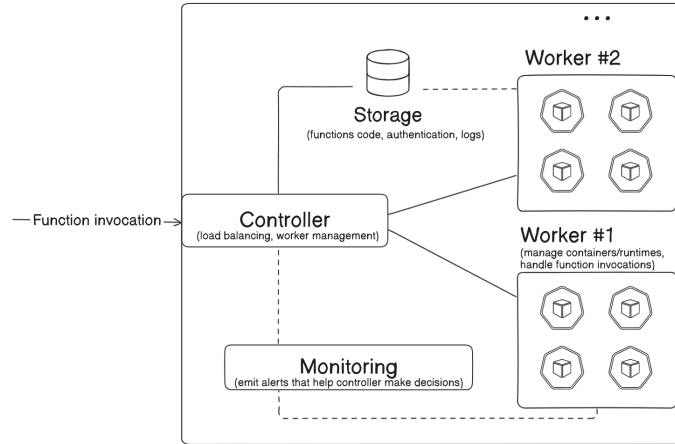 ...
Worker #2
Storage
(functions code, authentication, logs)
Function invocation
Controller
(load balancing, worker management)
Worker #1
(manage containers/runtimes,
handle function invocations)
Monitoring
(emit alerts that help controller make decisions)